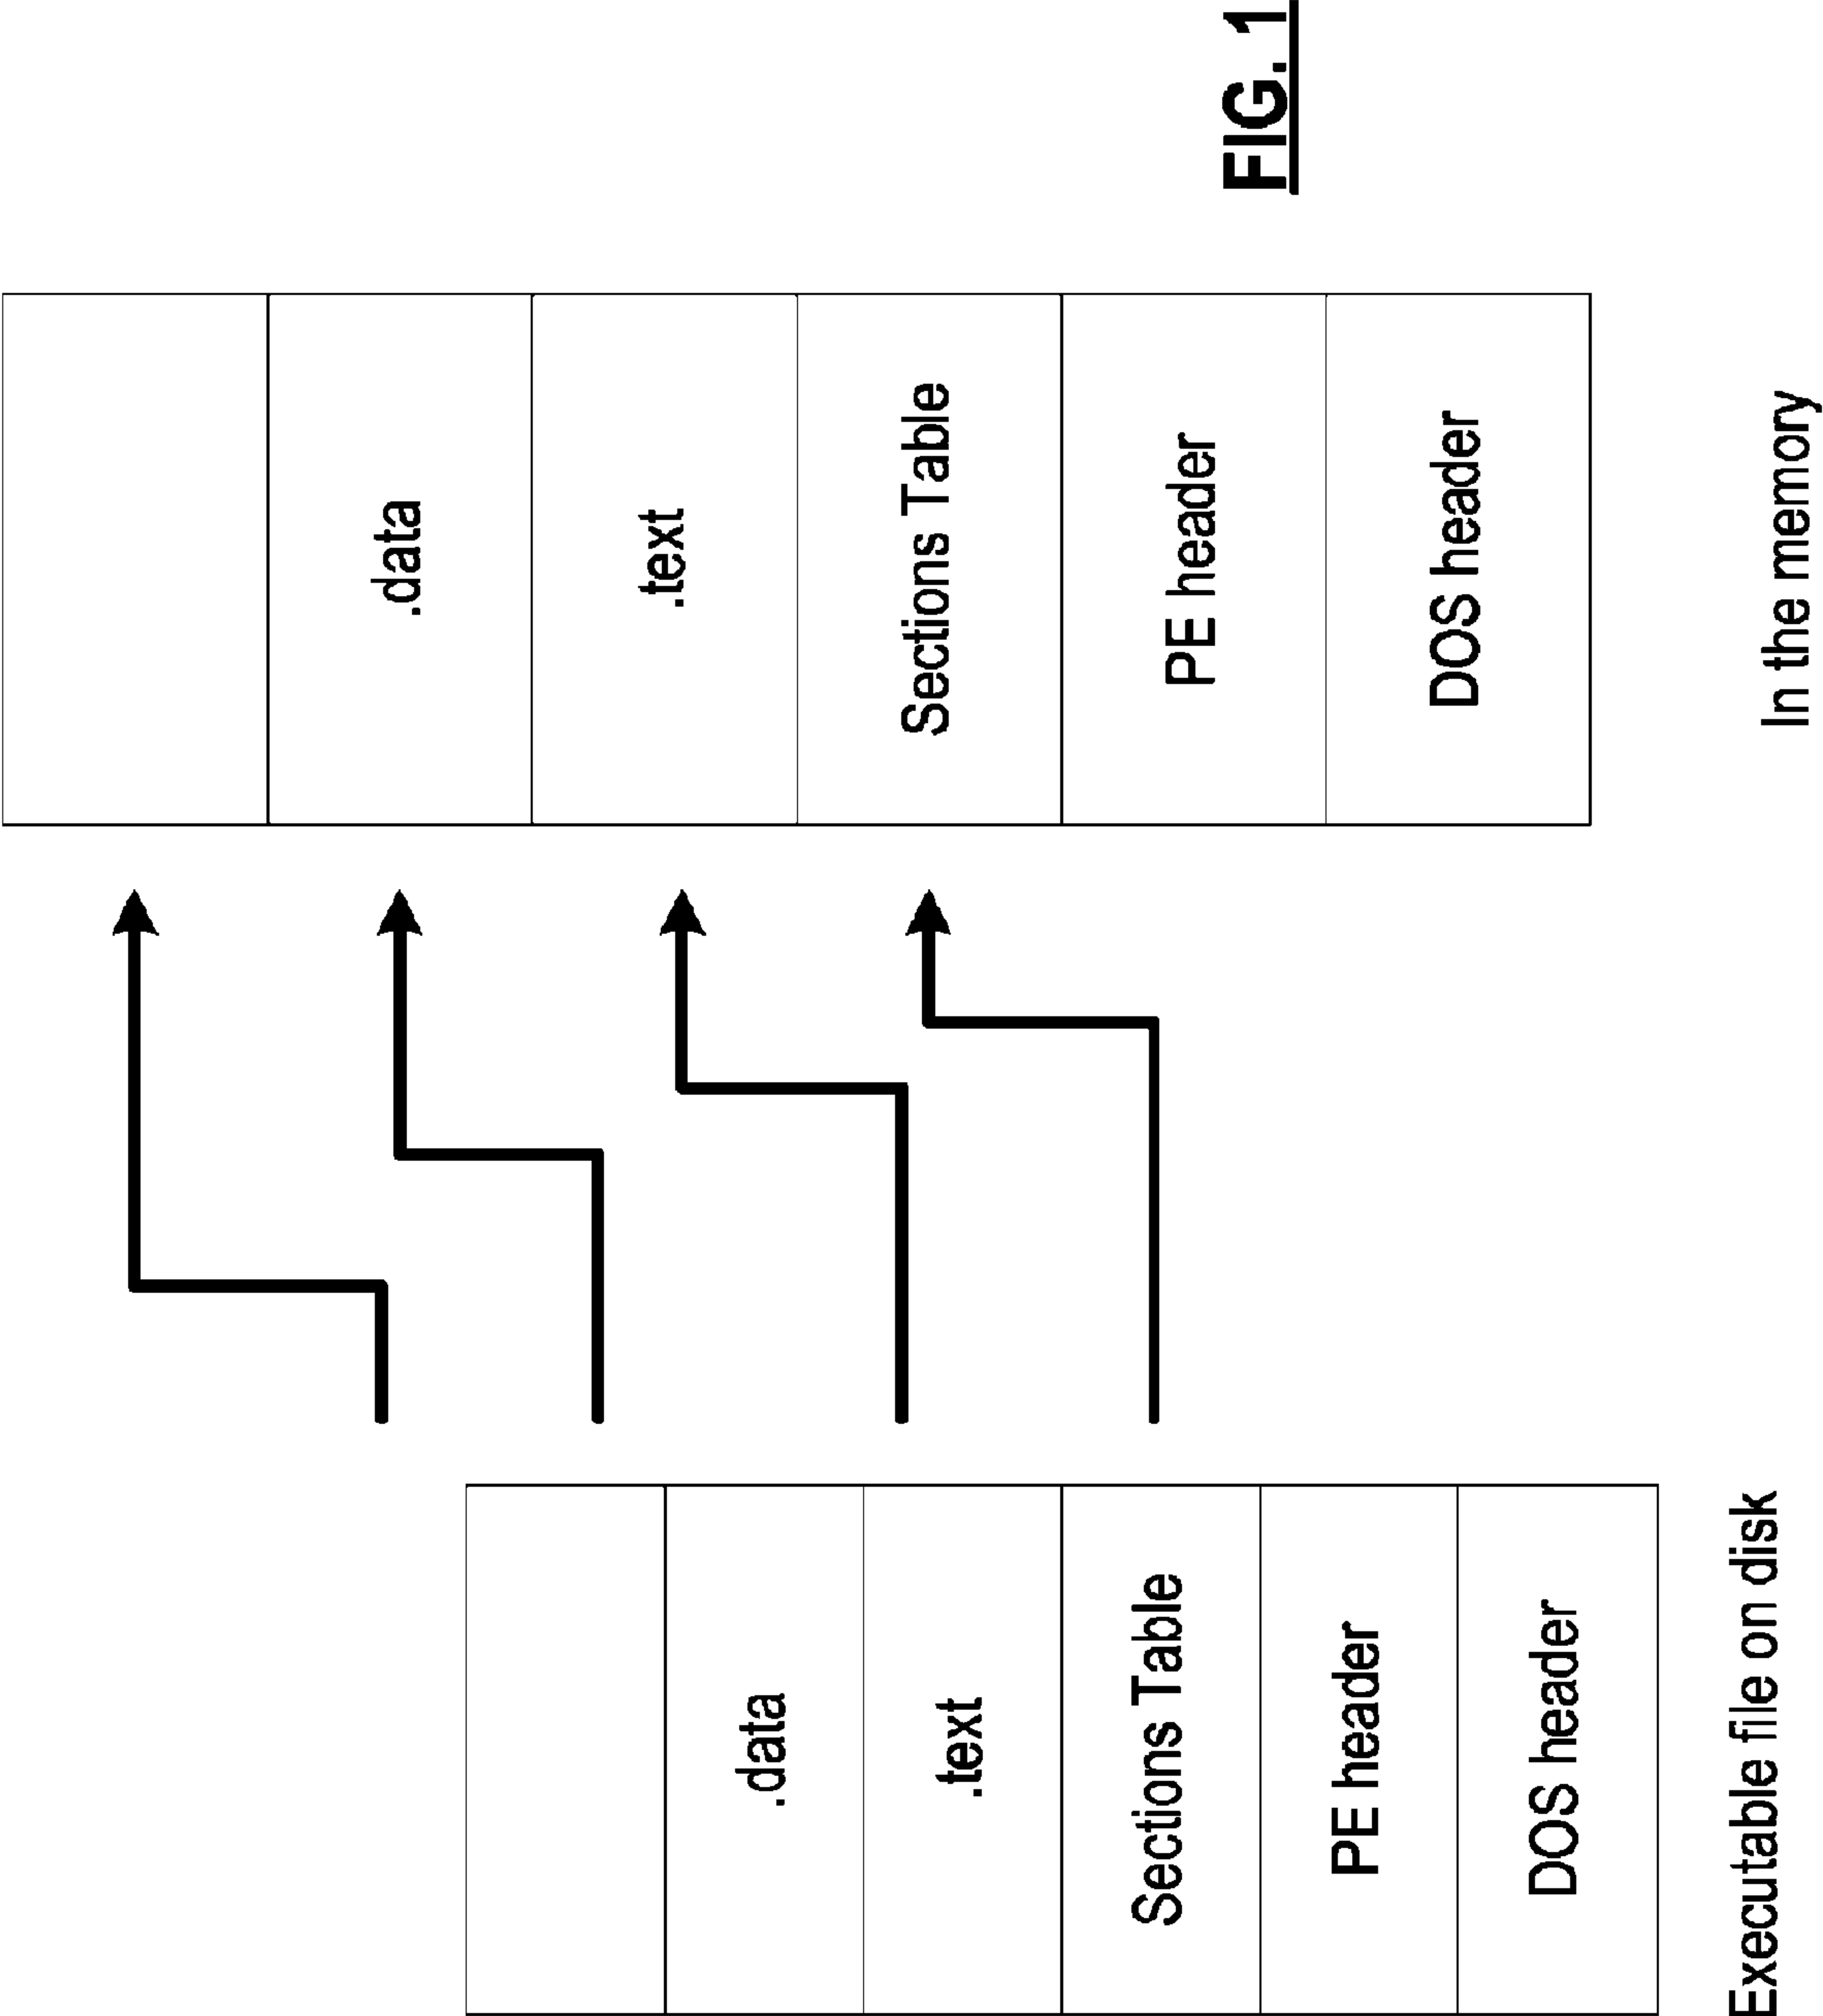 .data
.text
Sections Table
PE header
DOS header
Executable file on disk
.data
.text
Sections Table
PE header
DOS header
In the memory
FIG. 1